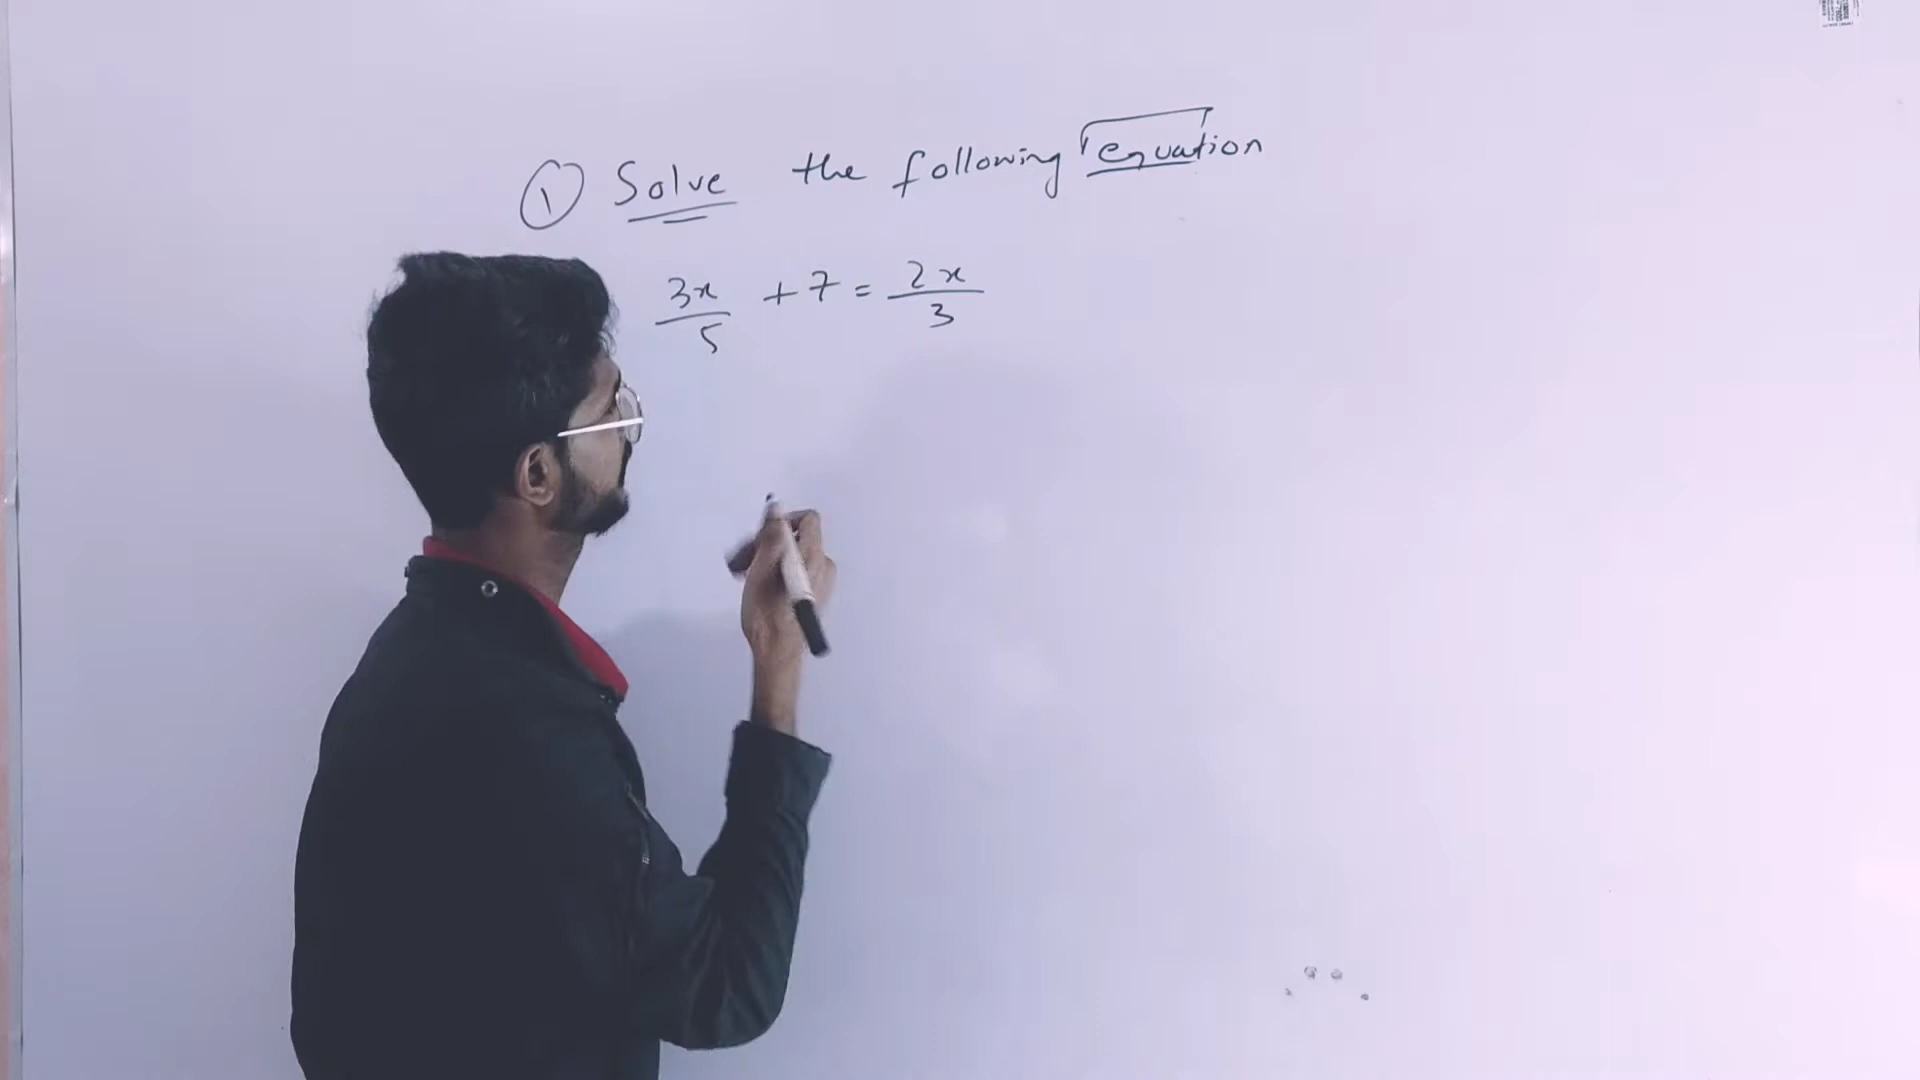 ① Solve the following equation
3x/5 + 7 = 2x/3